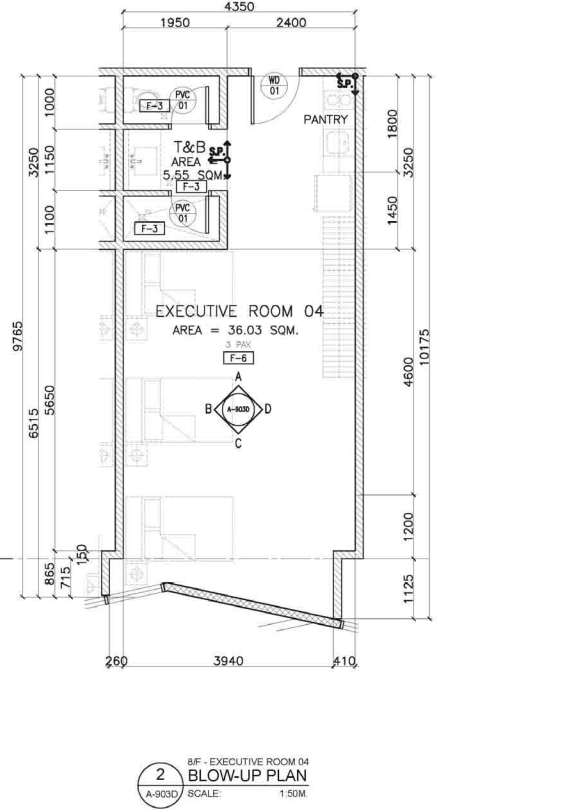 4350
1950
2400
WD
01
S.P.
1000
PVC
01
F-3
PANTRY
1800
T&B
S.P.
AREA
5.55 SQM.
F-3
3250
1150
3250
PVC
01
F-3
1100
1450
EXECUTIVE ROOM 04
AREA = 36.03 SQM.
3 PAX
F-6
9765
10175
4600
A
B
A-903D
D
C
6515
5650
1200
150
865
715
1125
260
3940
410
2
A-903D
8/F - EXECUTIVE ROOM 04
BLOW-UP PLAN
SCALE: 1:50M.